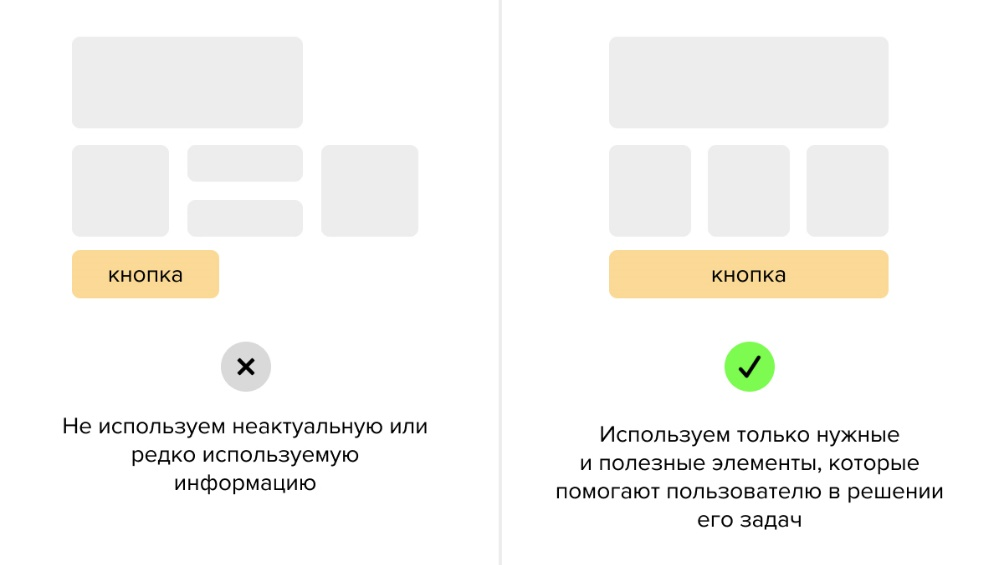 кнопка
Не используем неактуальную или
редко используемую
информацию
кнопка
Используем только нужные
и полезные элементы, которые
помогают пользователю в решении
его задач